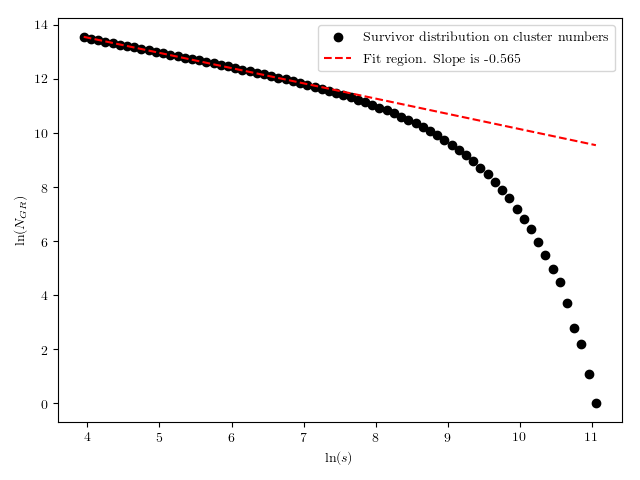 Survivor distribution on cluster numbers
Fit region. Slope is -0.565
14
12
10
8
6
4
2
0
ln(N_{GR})
4 5 6 7 8 9 10 11
ln(s)